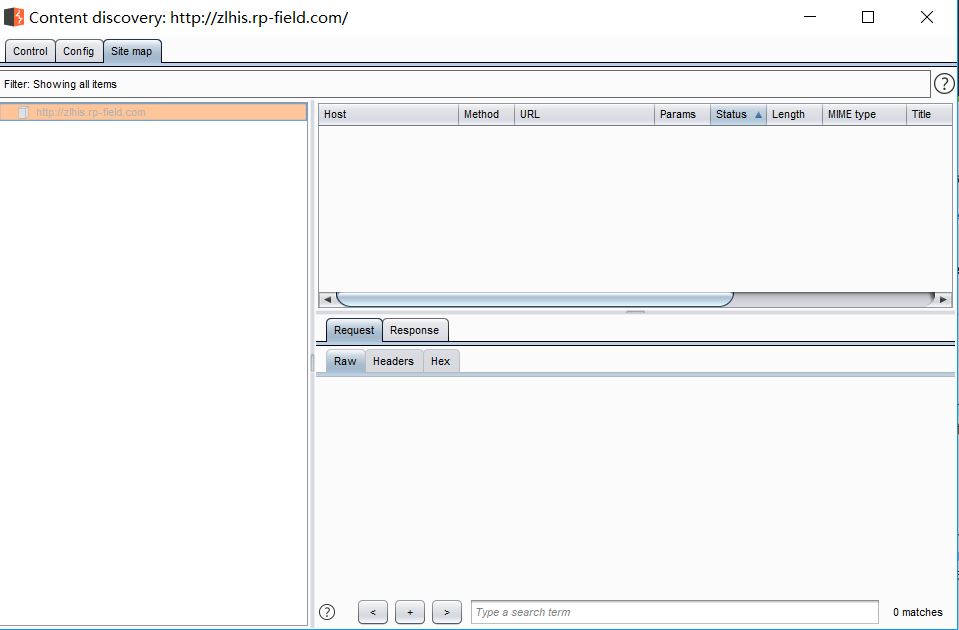 Content discovery: http://zlhis.rp-field.com/
Control Config Site map
Filter: Showing all items
?
http://zlhis.rp-field.com
Host Method URL Params Status Length MIME type Title
Request Response
Raw Headers Hex
? < + > Type a search term 0 matches